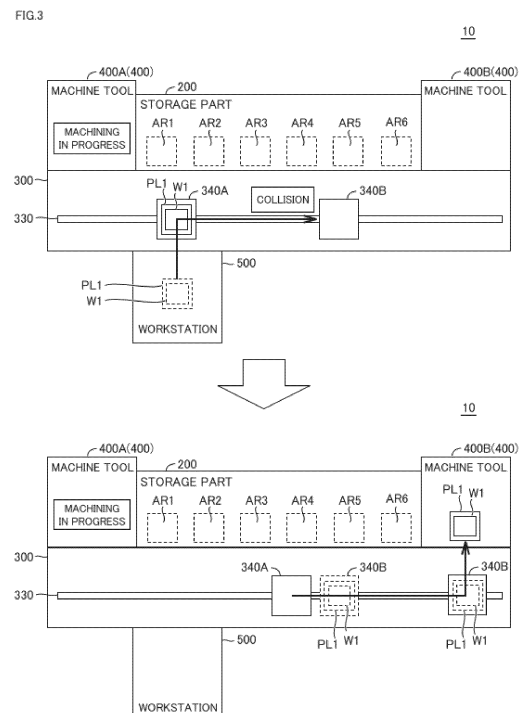 FIG.3
10
400A(400)
200
400B(400)
MACHINE TOOL
STORAGE PART
MACHINE TOOL
AR1 AR2 AR3 AR4 AR5 AR6
MACHINING
IN PROGRESS
300
PL1 W1 340A
COLLISION
340B
330
500
PL1
W1
WORKSTATION
10
400A(400)
200
400B(400)
MACHINE TOOL
STORAGE PART
MACHINE TOOL
PL1 W1
AR1 AR2 AR3 AR4 AR5 AR6
MACHINING
IN PROGRESS
300
340A 340B 340B
330
PL1 W1 PL1 W1
500
WORKSTATION